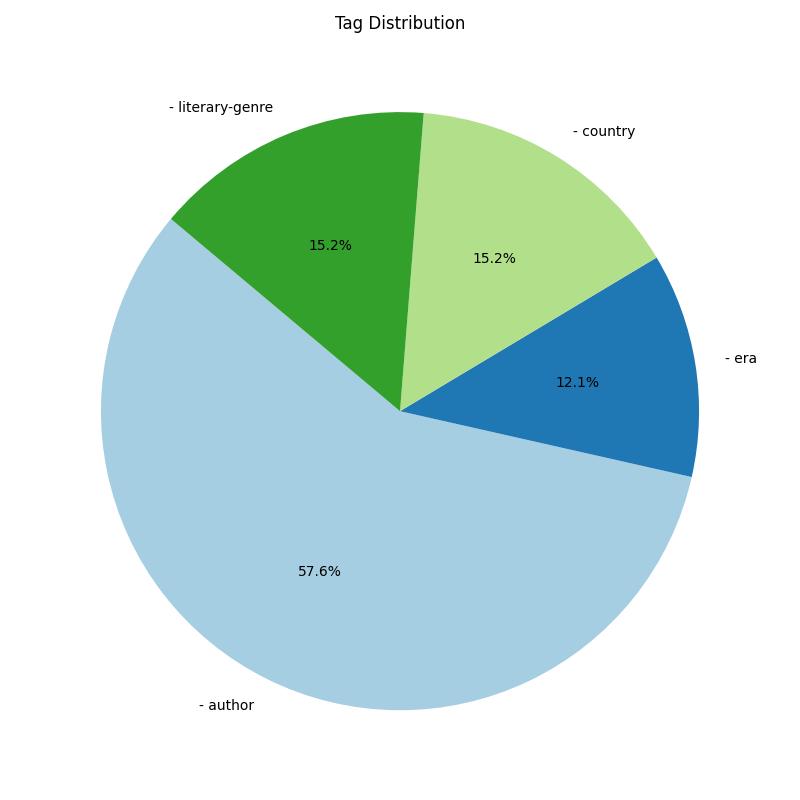 Tag Distribution
- literary-genre
- country
15.2%
15.2%
- era
12.1%
57.6%
- author